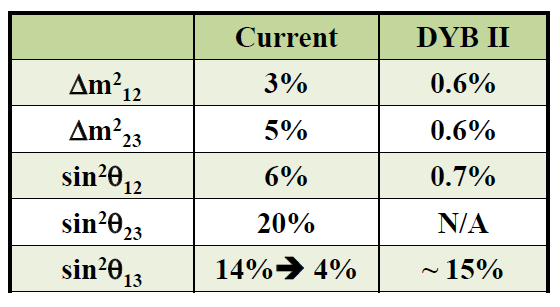 Current DYB II
Δm²₁₂ 3% 0.6%
Δm²₂₃ 5% 0.6%
sin²θ₁₂ 6% 0.7%
sin²θ₂₃ 20% N/A
sin²θ₁₃ 14%➔ 4% ~ 15%